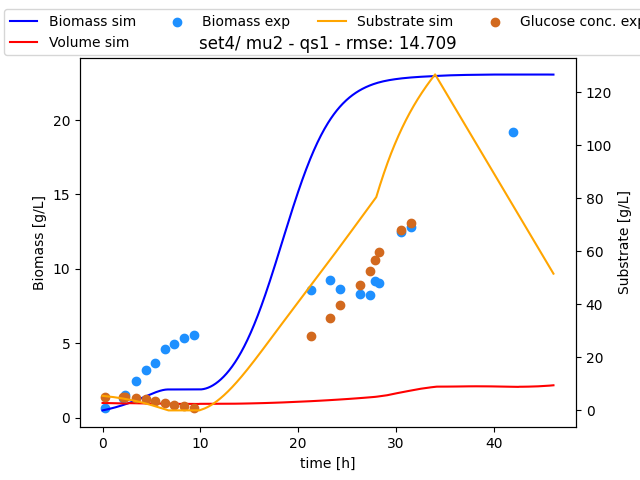 Biomass sim Biomass exp Substrate sim Glucose conc. exp
Volume sim
set4/ mu2 - qs1 - rmse: 14.709
Biomass [g/L]
20
15
10
5
0
120
100
80
60
40
20
0
Substrate [g/L]
0 10 20 30 40
time [h]